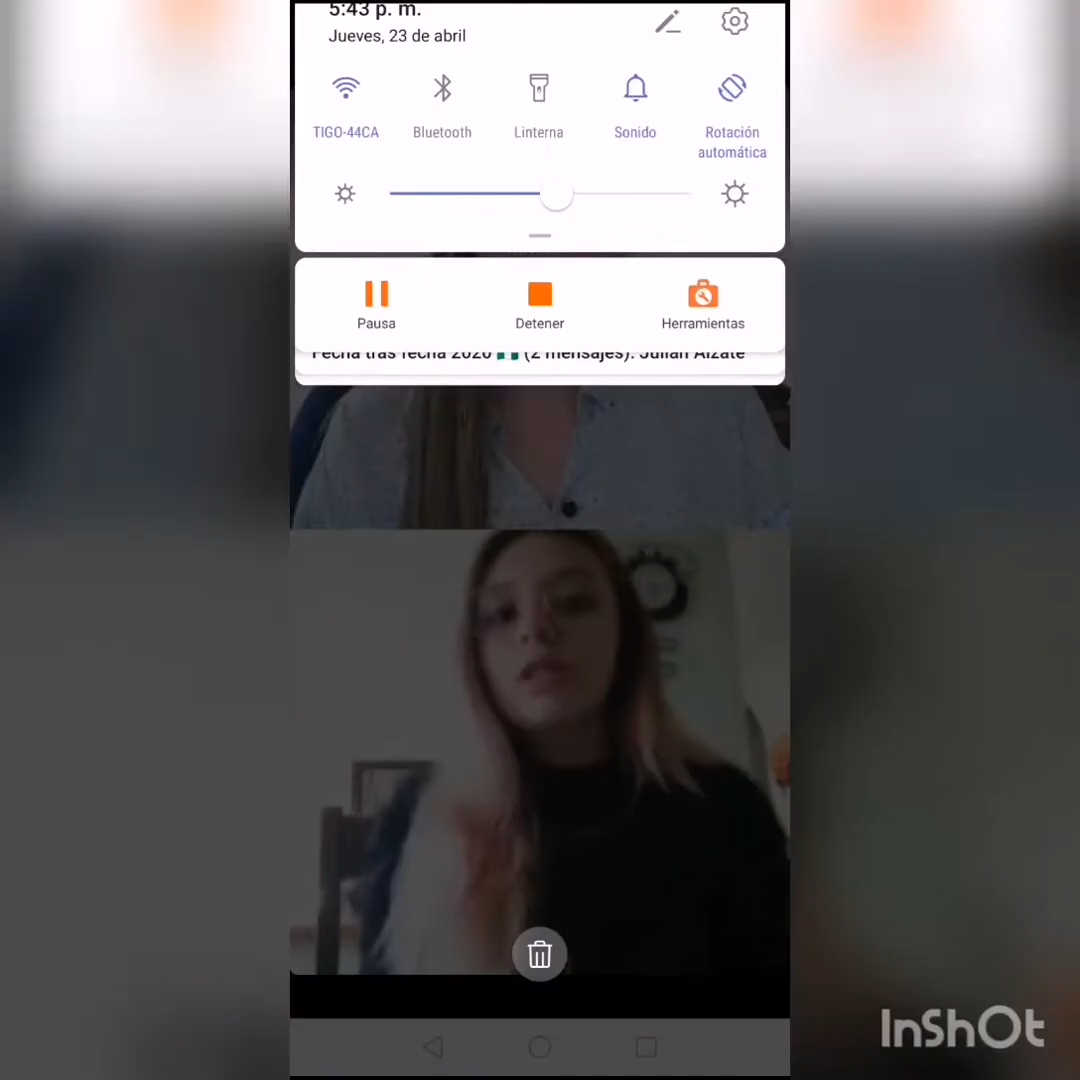 5:43 p. m.
Jueves, 23 de abril
TIGO-44CA
Bluetooth
Linterna
Sonido
Rotación
automática
Pausa
Detener
Herramientas
Fecha tras fecha 2020 🇳🇬 (2 mensajes): Julian Alzate
InShOt